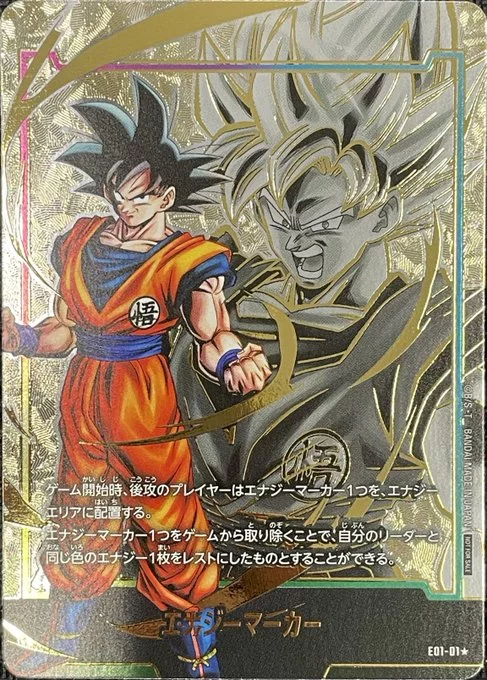 悟
悟
ゲーム開始時、後攻のプレイヤーはエナジーマーカー1つを、エナジー
エリアに配置する。
エナジーマーカー1つをゲームから取り除くことで、自分のリーダーと
同じ色のエナジー1枚をレストにしたものとすることができる。
エナジーマーカー
E01-01★
©B/S・T BANDAI MADE IN JAPAN
NOT FOR SALE